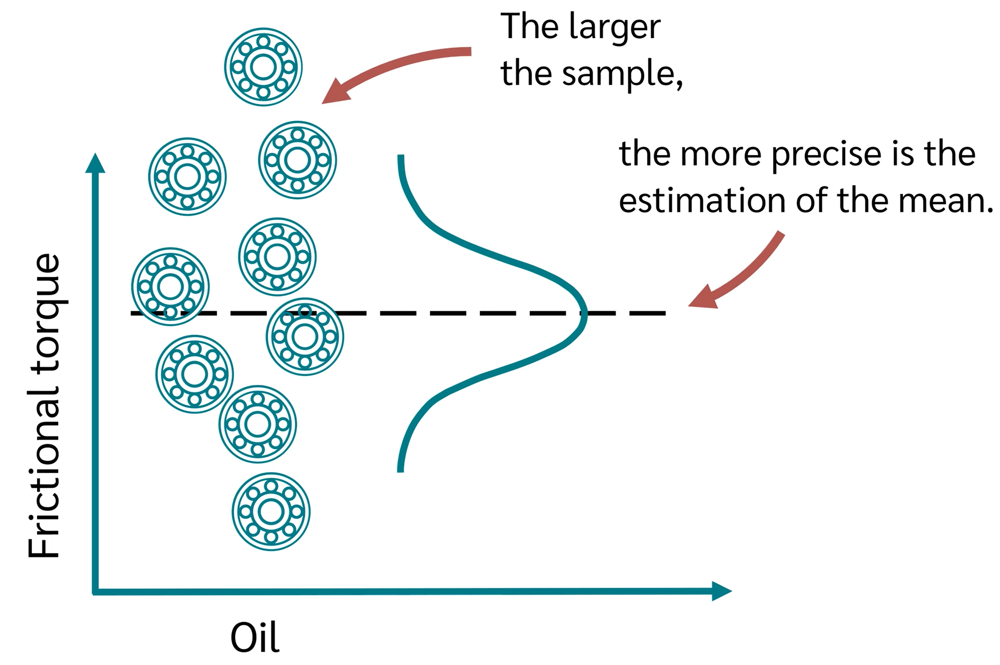 The larger
the sample,
the more precise is the
estimation of the mean.
Frictional torque
Oil